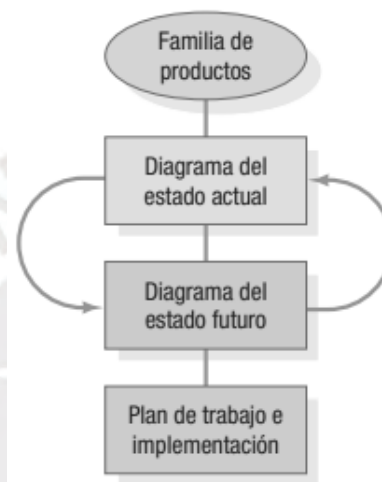 Familia de
productos
Diagrama del
estado actual
Diagrama del
estado futuro
Plan de trabajo e
implementación